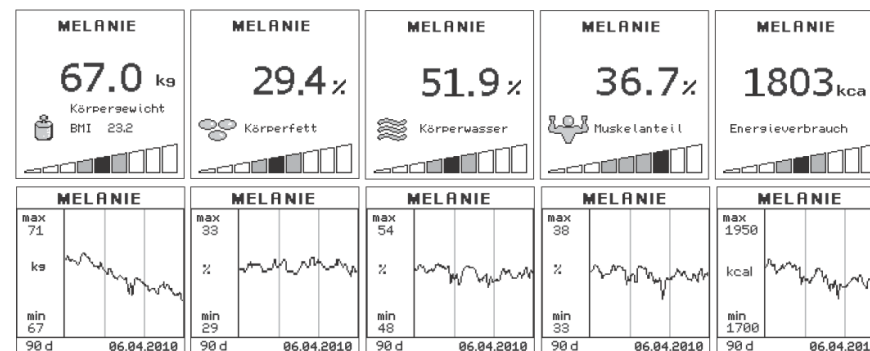 MELANIE
67.0 kg
Körpergewicht
BMI 23.2
MELANIE
29.4 %
Körperfett
MELANIE
51.9 %
Körperwasser
MELANIE
36.7 %
Muskelanteil
MELANIE
1803 kca
Energieverbrauch
MELANIE
max
71
kg
min
67
90 d 06.04.2010
MELANIE
max
33
%
min
29
90 d 06.04.2010
MELANIE
max
54
%
min
48
90 d 06.04.2010
MELANIE
max
38
%
min
33
90 d 06.04.2010
MELANIE
max
1950
kcal
min
1700
90 d 06.04.201